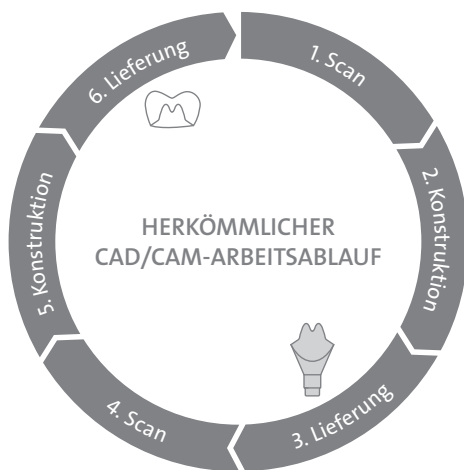 HERKÖMMLICHER
CAD/CAM-ARBEITSABLAUF
1. Scan
2. Konstruktion
3. Lieferung
4. Scan
5. Konstruktion
6. Lieferung